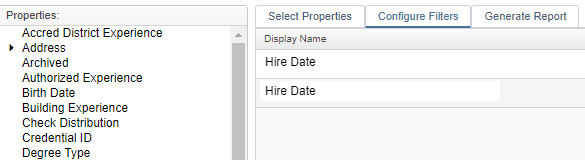 Properties:
Accred District Experience
Address
Archived
Authorized Experience
Birth Date
Building Experience
Check Distribution
Credential ID
Degree Type
Select Properties
Configure Filters
Generate Report
Display Name
Hire Date
Hire Date